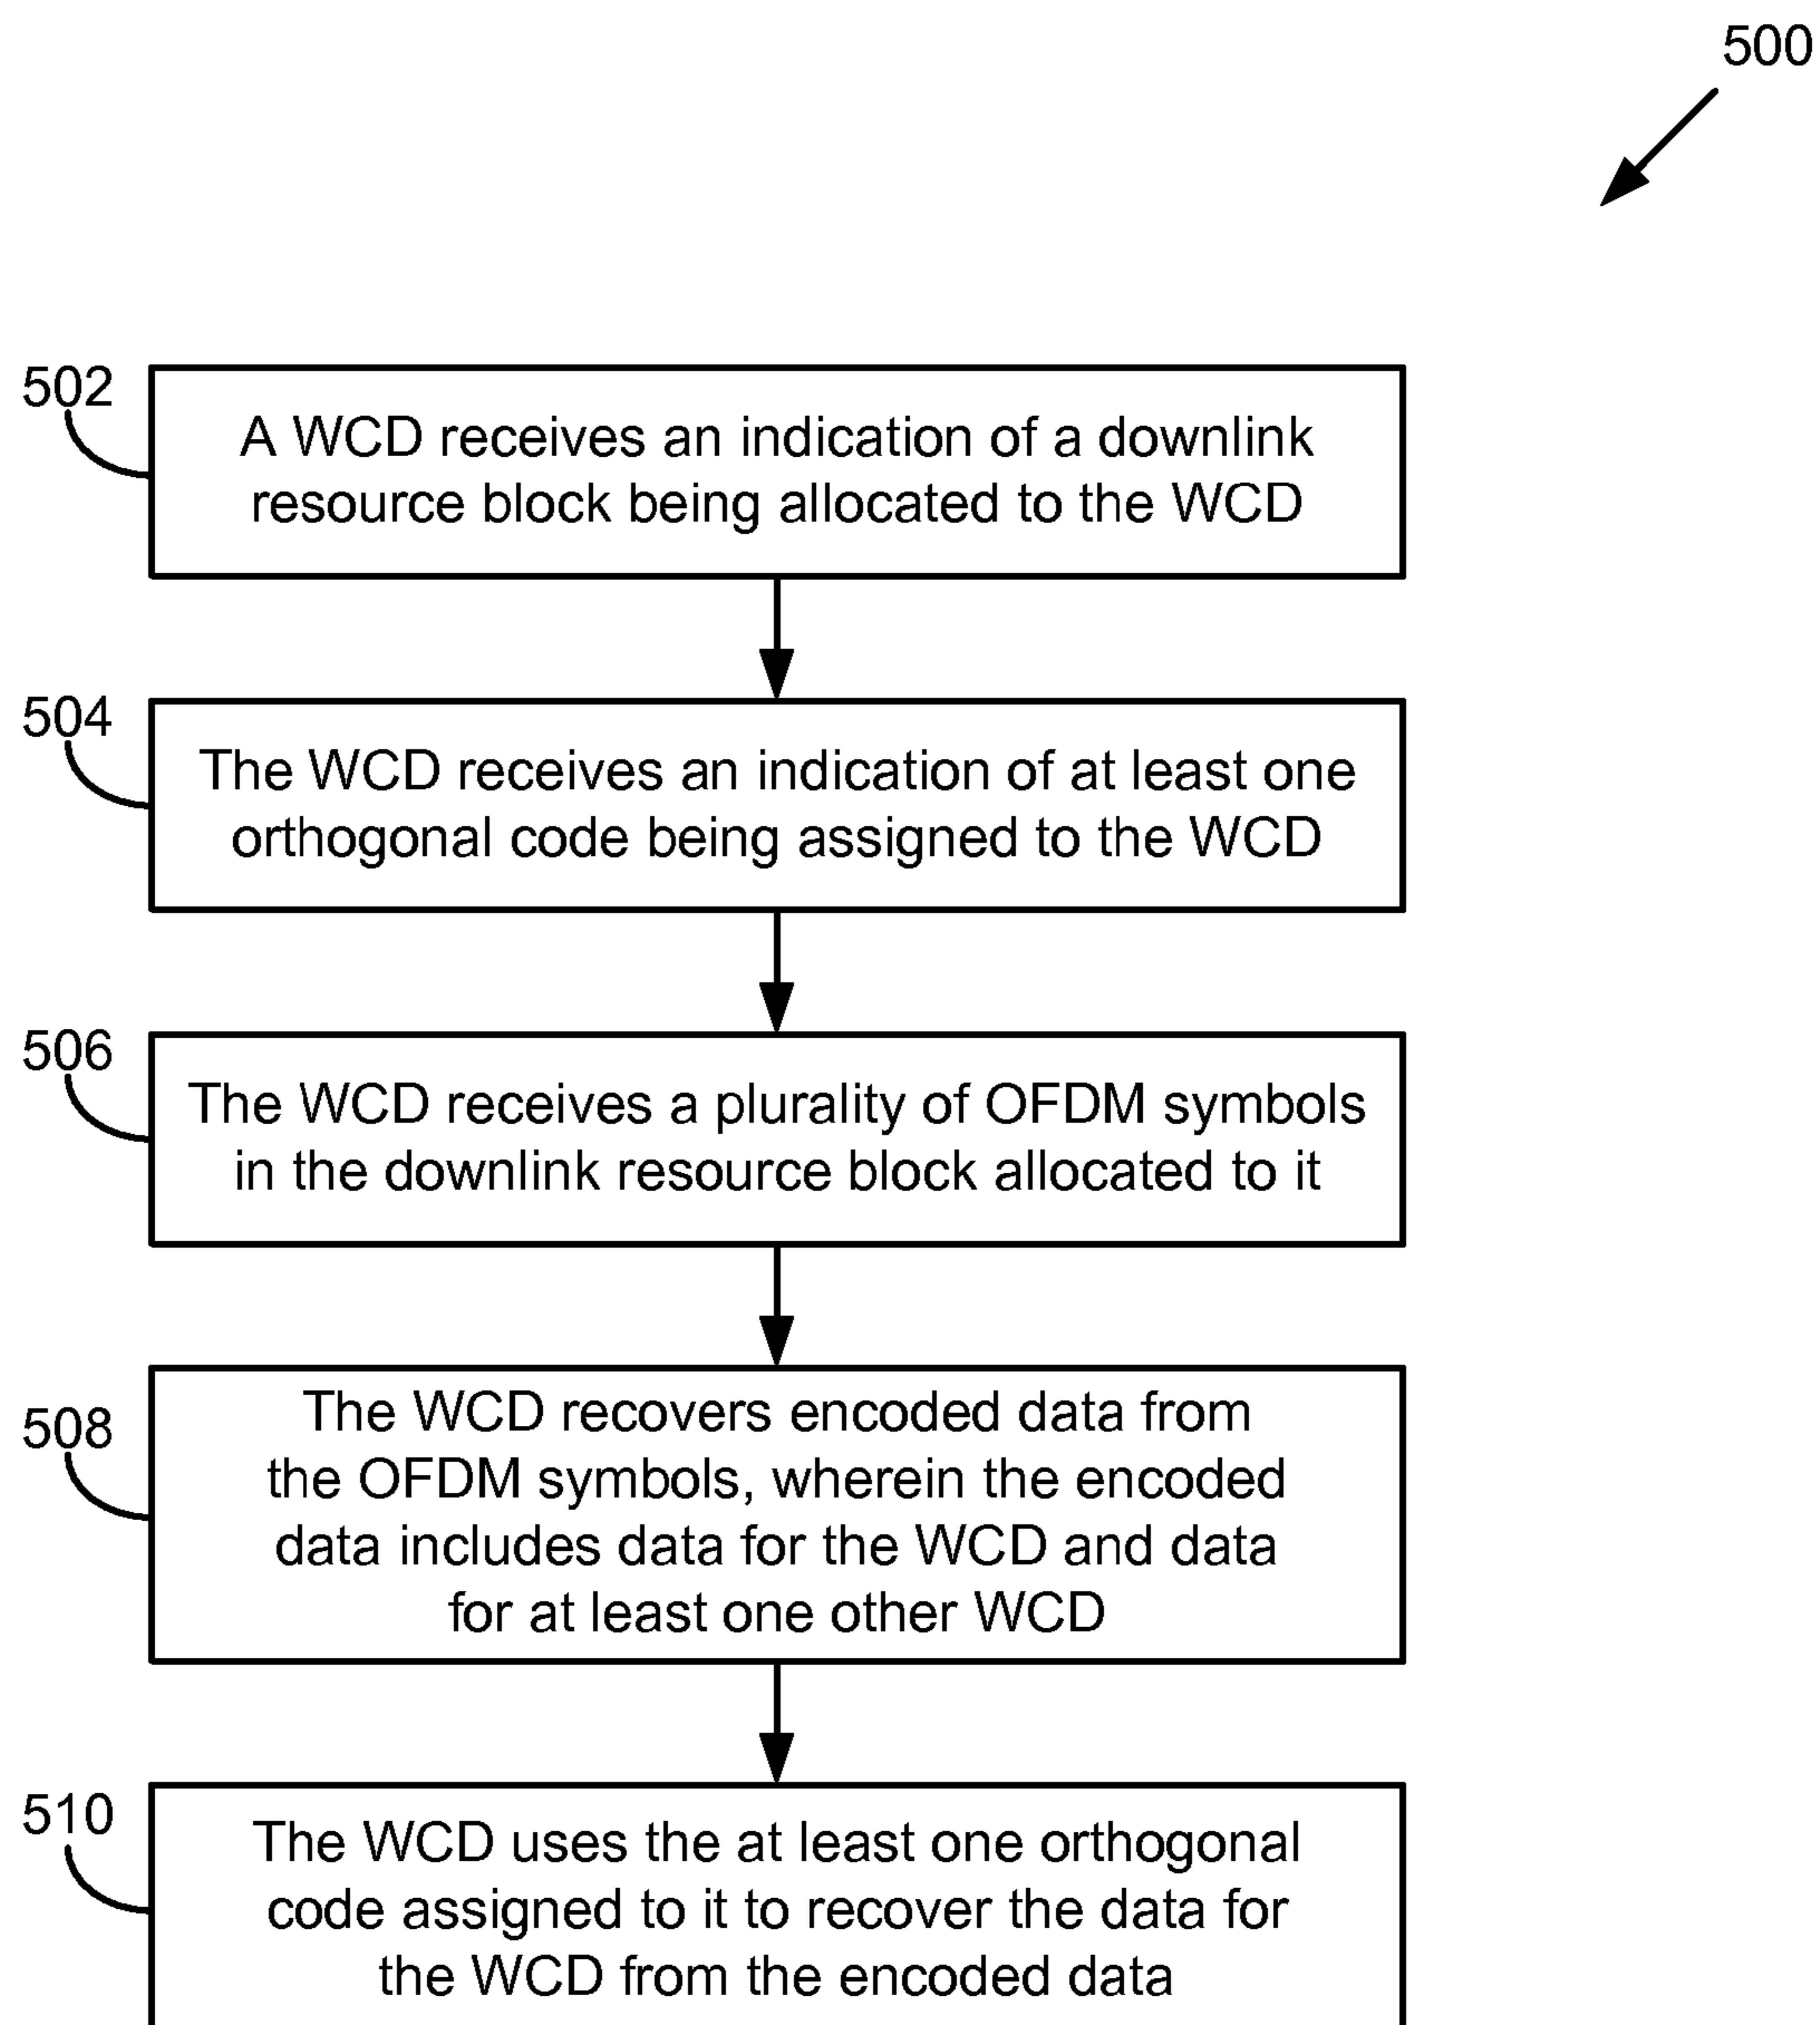 500
502
A WCD receives an indication of a downlink
resource block being allocated to the WCD
504
The WCD receives an indication of at least one
orthogonal code being assigned to the WCD
506
The WCD receives a plurality of OFDM symbols
in the downlink resource block allocated to it
508
The WCD recovers encoded data from
the OFDM symbols, wherein the encoded
data includes data for the WCD and data
for at least one other WCD
510
The WCD uses the at least one orthogonal
code assigned to it to recover the data for
the WCD from the encoded data